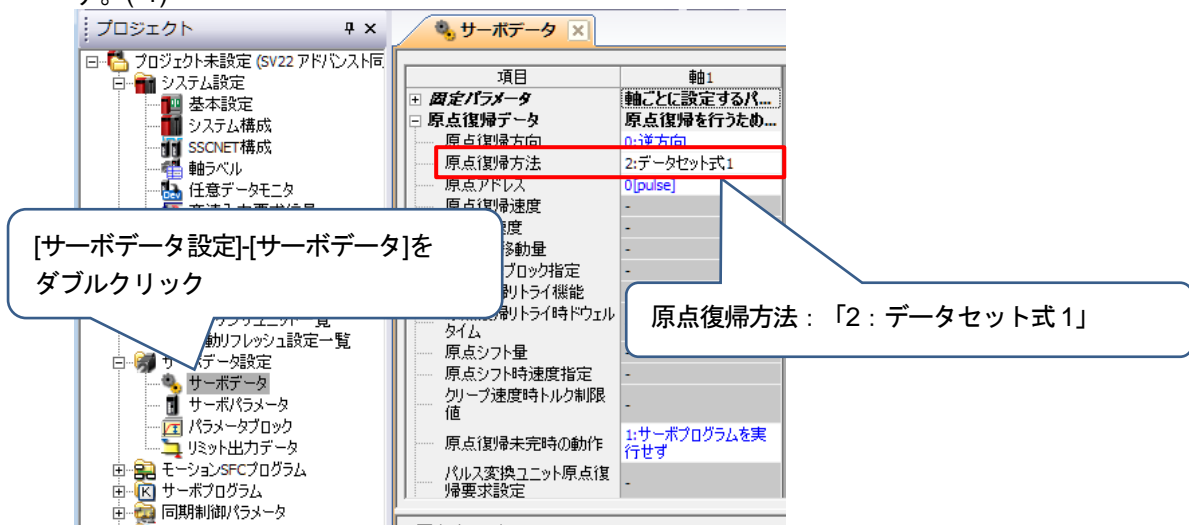 プロジェクト
サーボデータ
プロジェクト未設定 (SV22 アドバンスト同
システム設定
基本設定
システム構成
SSCNET構成
軸ラベル
任意データモニタ
[サーボデータ設定]-[サーボデータ]を
ダブルクリック
サーボデータ
サーボパラメータ
パラメータブロック
リミット出力データ
モーションSFCプログラム
サーボプログラム
同期制御パラメータ
項目 軸1
固定パラメータ 軸ごとに設定するパ...
原点復帰データ 原点復帰を行うため...
原点復帰方向 0:逆方向
原点復帰方法 2:データセット式1
原点アドレス 0[pulse]
原点復帰速度 -
度 -
移動量 -
ブロック指定 -
リトライ機能
リトライ時ドウェル
タイム
原点シフト量
原点シフト時速度指定 -
クリープ速度時トルク制限
値 -
原点復帰未完時の動作 1:サーボプログラムを実
行せず
パルス変換ユニット原点復
帰要求設定 -
原点復帰方法：「2：データセット式 1」